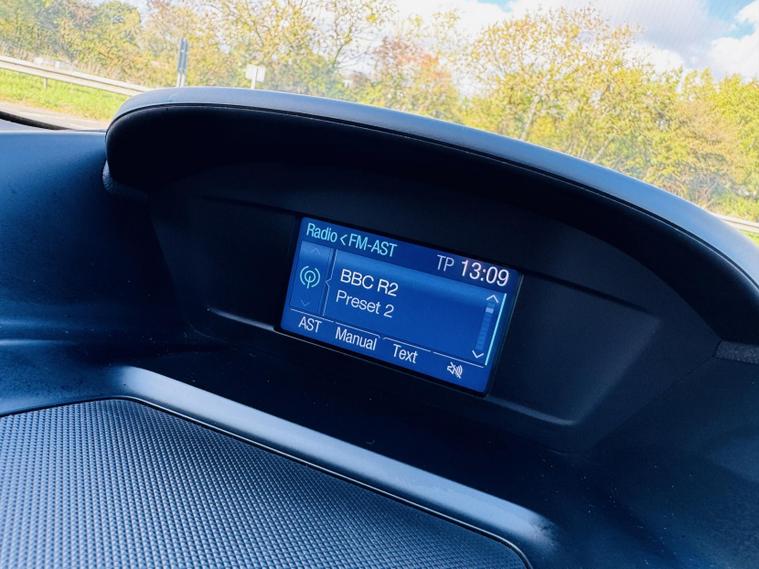 Radio < FM-AST
TP 13:09
BBC R2
Preset 2
AST Manual Text